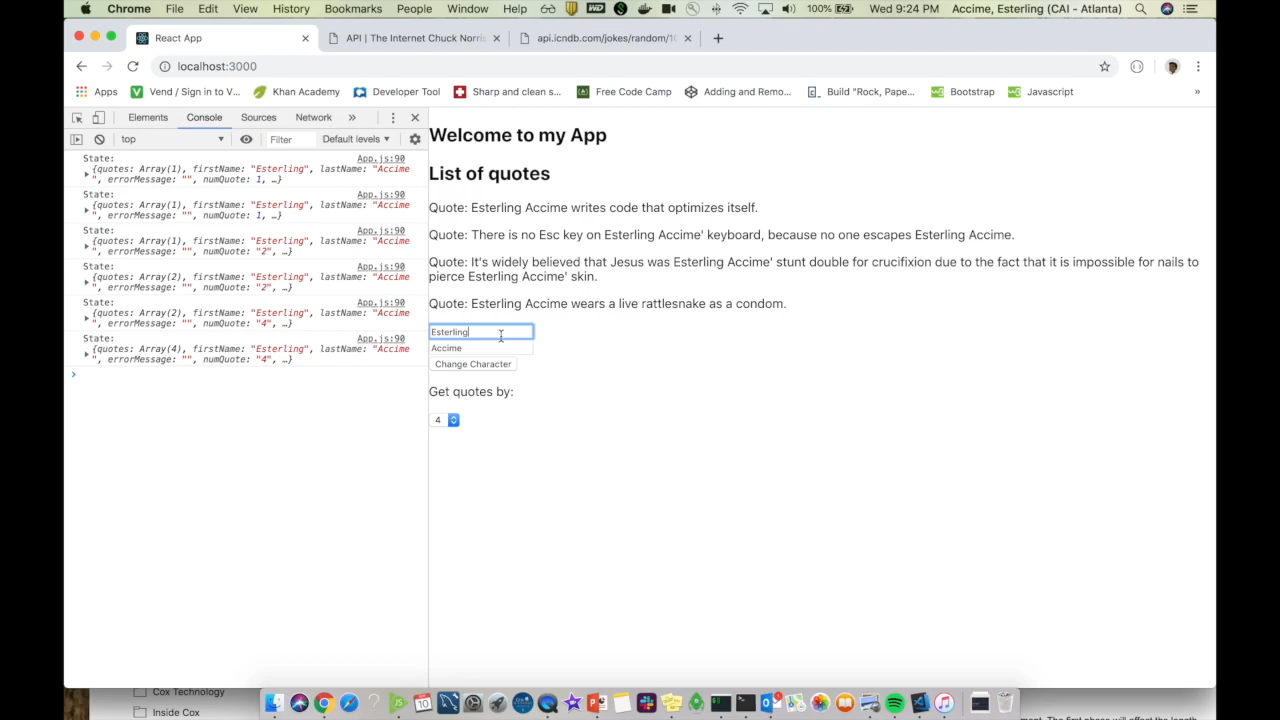 Chrome File Edit View History Bookmarks People Window Help 100% Wed 9:24 PM Accime, Esterling (CAI - Atlanta)
React App
API | The Internet Chuck Norri
api.icndb.com/jokes/random/10
localhost:3000
Apps Vend / Sign in to V... Khan Academy Developer Tool Sharp and clean s... Free Code Camp Adding and Remo... Build "Rock, Pape... Bootstrap Javascript »
Elements Console Sources Network »
top Filter Default levels
State: App.js:90
{quotes: Array(1), firstName: "Esterling", lastName: "Accime
", errorMessage: "", numQuote: 1, …}
State: App.js:90
{quotes: Array(1), firstName: "Esterling", lastName: "Accime
", errorMessage: "", numQuote: 1, …}
State: App.js:90
{quotes: Array(1), firstName: "Esterling", lastName: "Accime
", errorMessage: "", numQuote: "2", …}
State: App.js:90
{quotes: Array(2), firstName: "Esterling", lastName: "Accime
", errorMessage: "", numQuote: "2", …}
State: App.js:90
{quotes: Array(2), firstName: "Esterling", lastName: "Accime
", errorMessage: "", numQuote: "4", …}
State: App.js:90
{quotes: Array(4), firstName: "Esterling", lastName: "Accime
", errorMessage: "", numQuote: "4", …}
Welcome to my App
List of quotes
Quote: Esterling Accime writes code that optimizes itself.
Quote: There is no Esc key on Esterling Accime' keyboard, because no one escapes Esterling Accime.
Quote: It's widely believed that Jesus was Esterling Accime' stunt double for crucifixion due to the fact that it is impossible for nails to
pierce Esterling Accime' skin.
Quote: Esterling Accime wears a live rattlesnake as a condom.
Esterling
Accime
Change Character
Get quotes by:
4
Cox Technology
Inside Cox